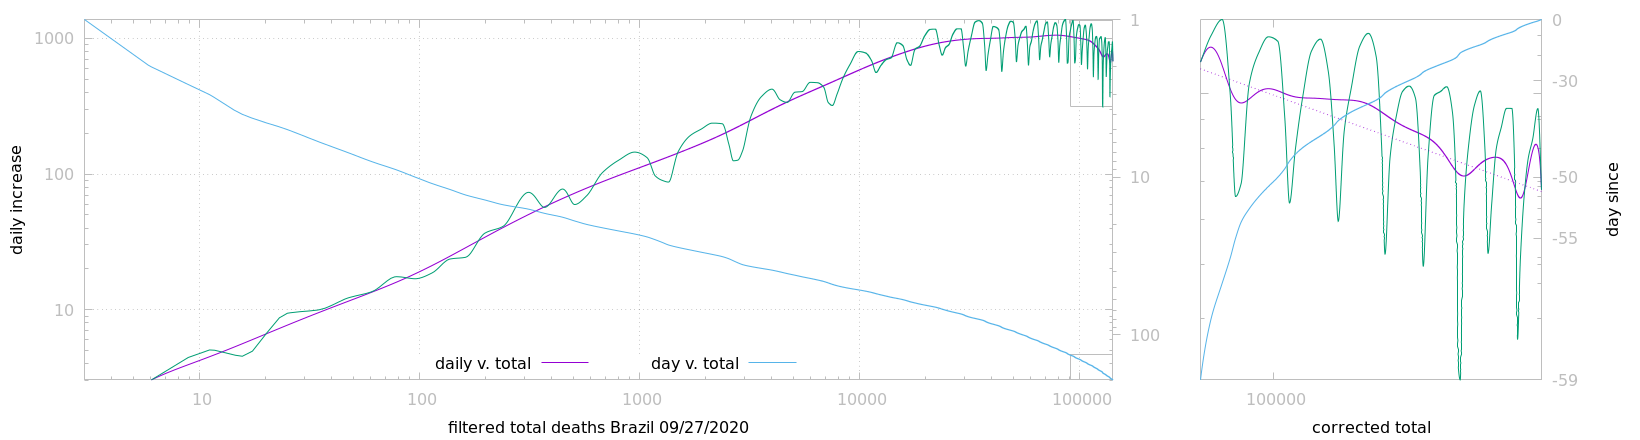 1000
100
10
daily increase
10
100
1000
10000
100000
filtered total deaths Brazil 09/27/2020
daily v. total
day v. total
1
10
100
100000
corrected total
0
-30
-50
-55
-59
day since